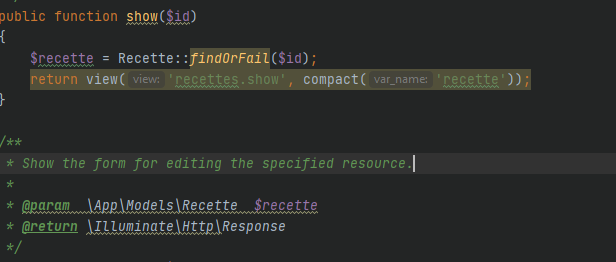 public function show($id)
{
$recette = Recette::findOrFail($id);
return view( view: 'recettes.show', compact( var_name: 'recette'));
}
/**
* Show the form for editing the specified resource.
*
* @param \App\Models\Recette $recette
* @return \Illuminate\Http\Response
*/